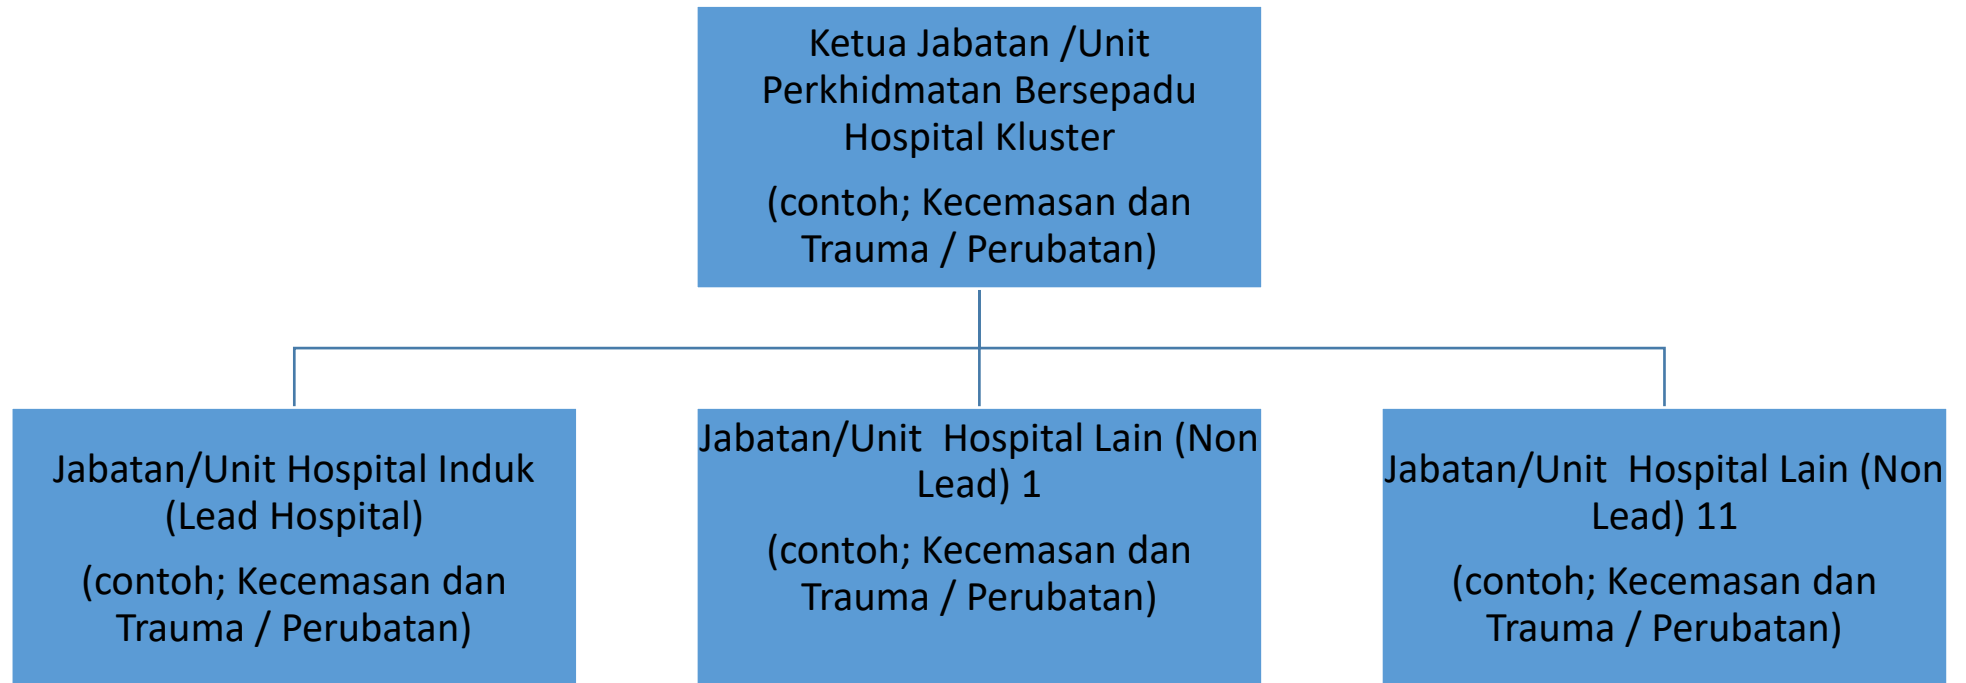 Ketua Jabatan /Unit
Perkhidmatan Bersepadu
Hospital Kluster
(contoh; Kecemasan dan
Trauma / Perubatan)
Jabatan/Unit Hospital Induk
(Lead Hospital)
(contoh; Kecemasan dan
Trauma / Perubatan)
Jabatan/Unit  Hospital Lain (Non
Lead) 1
(contoh; Kecemasan dan
Trauma / Perubatan)
Jabatan/Unit  Hospital Lain (Non
Lead) 11
(contoh; Kecemasan dan
Trauma / Perubatan)